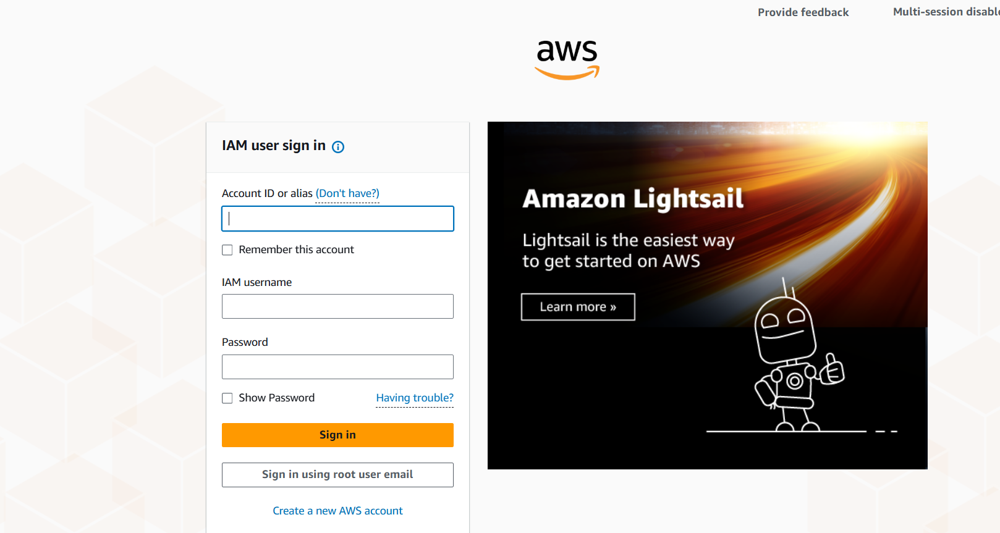 Provide feedback
Multi-session
aws
IAM user sign in
Account ID or alias (Don't have?)
Remember this account
IAM username
Password
Show Password
Having trouble?
Sign in
Sign in using root user email
Create a new AWS account
Amazon Lightsail
Lightsail is the easiest way
to get started on AWS
Learn more »